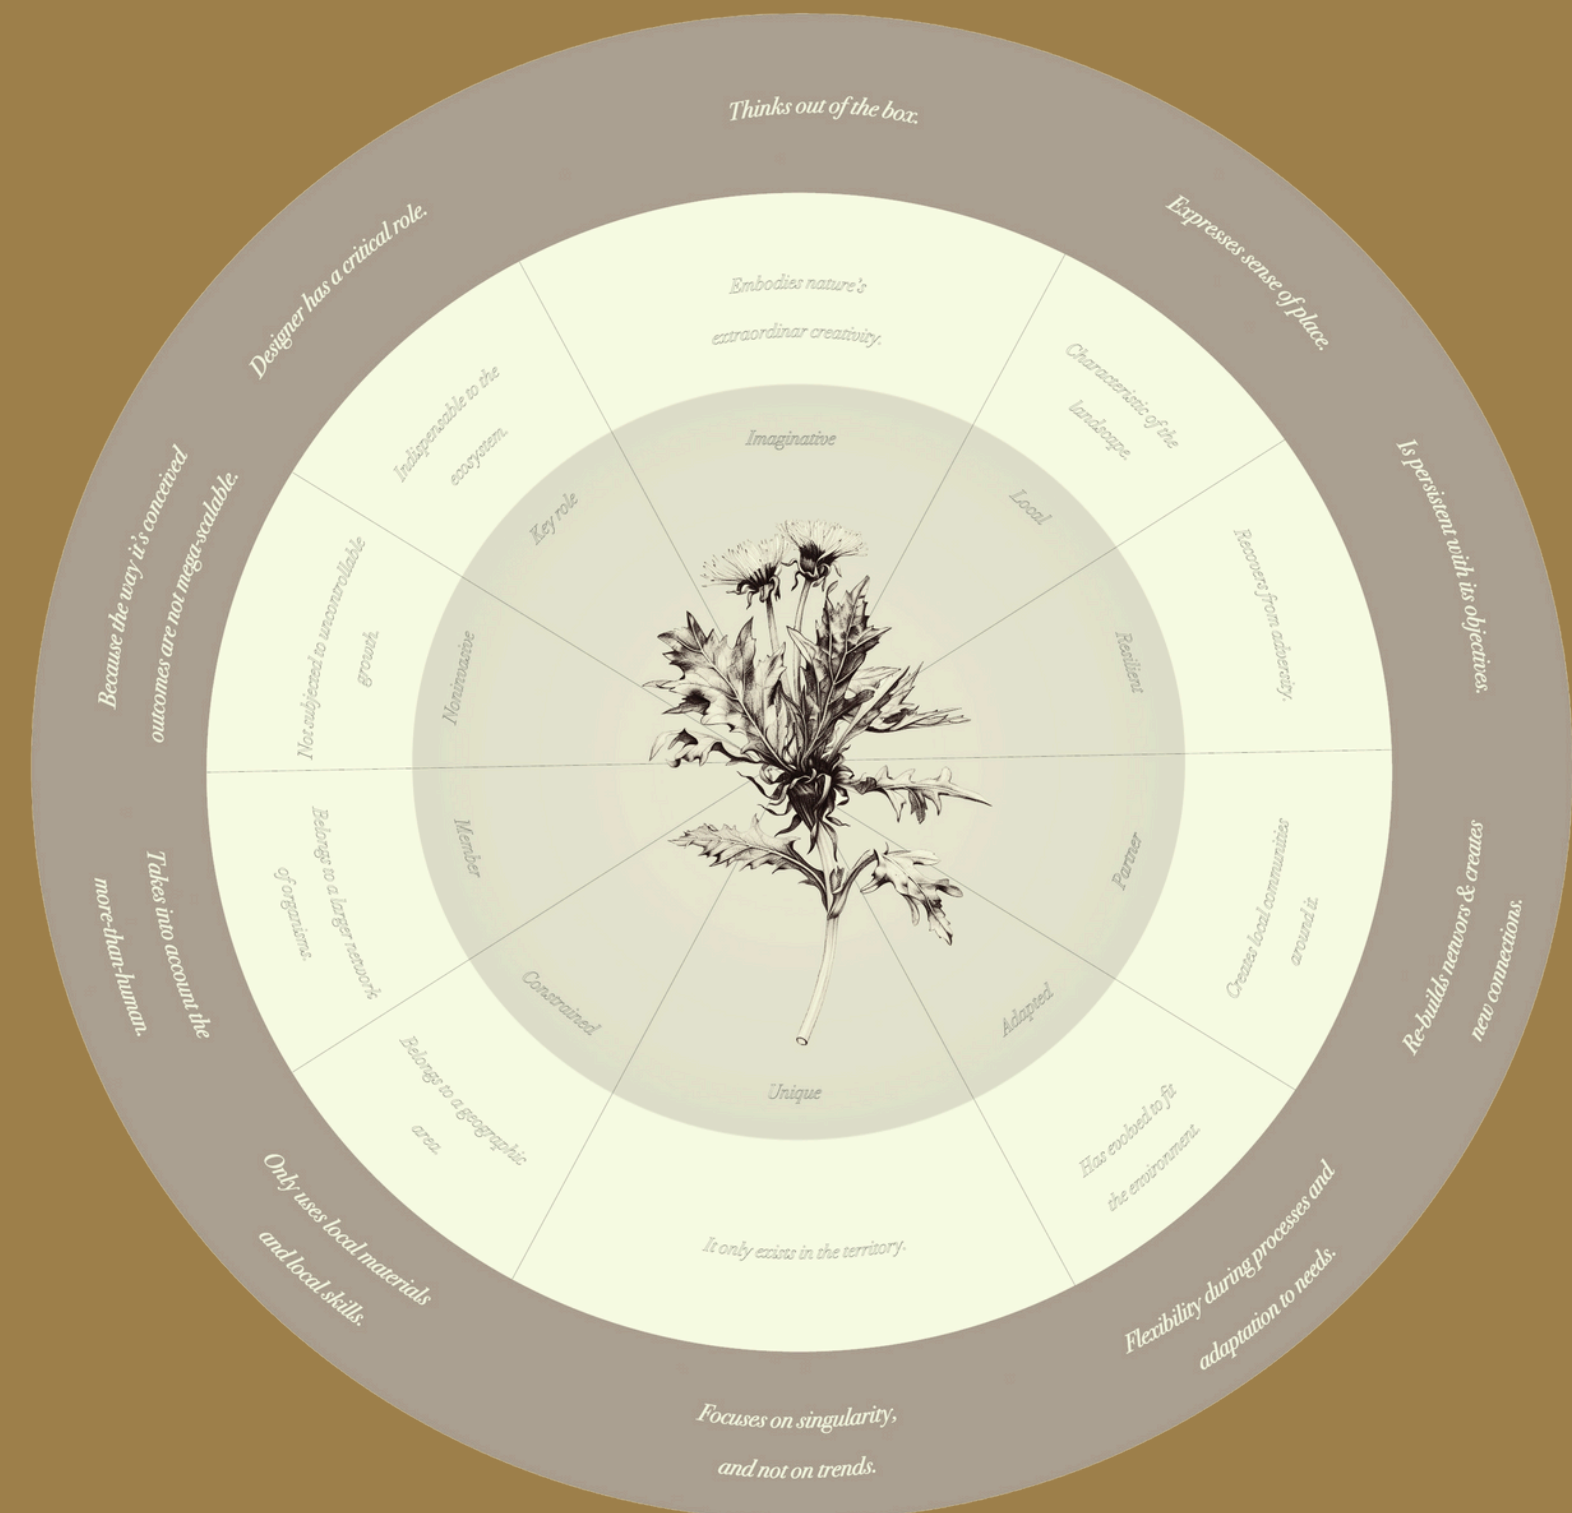 Thinks out of the box.
Expresses sense of place.
Is persistent with its objectives.
Re-builds networs & creates
new connections.
Flexibility during processes and
adaptation to needs.
Focuses on singularity,
and not on trends.
Only uses local materials
and local skills.
Takes into account the
more-than-human.
Because the way it's conceived
outcomes are not mega-scalable.
Designer has a critical role.
Embodies nature's
extraordinar creativity.
Characteristic of the
landscape.
Recovers from adversity.
Creates local communities
around it.
Has evolved to fit
the environment.
It only exists in the territory.
Belongs to a geographic
area.
Belongs to a larger network
of organisms.
Not subjected to uncontrollable
growth.
Indispensable to the
ecosystem.
Imaginative
Local
Resilient
Partner
Adapted
Unique
Constrained
Member
Noninvasive
Key role